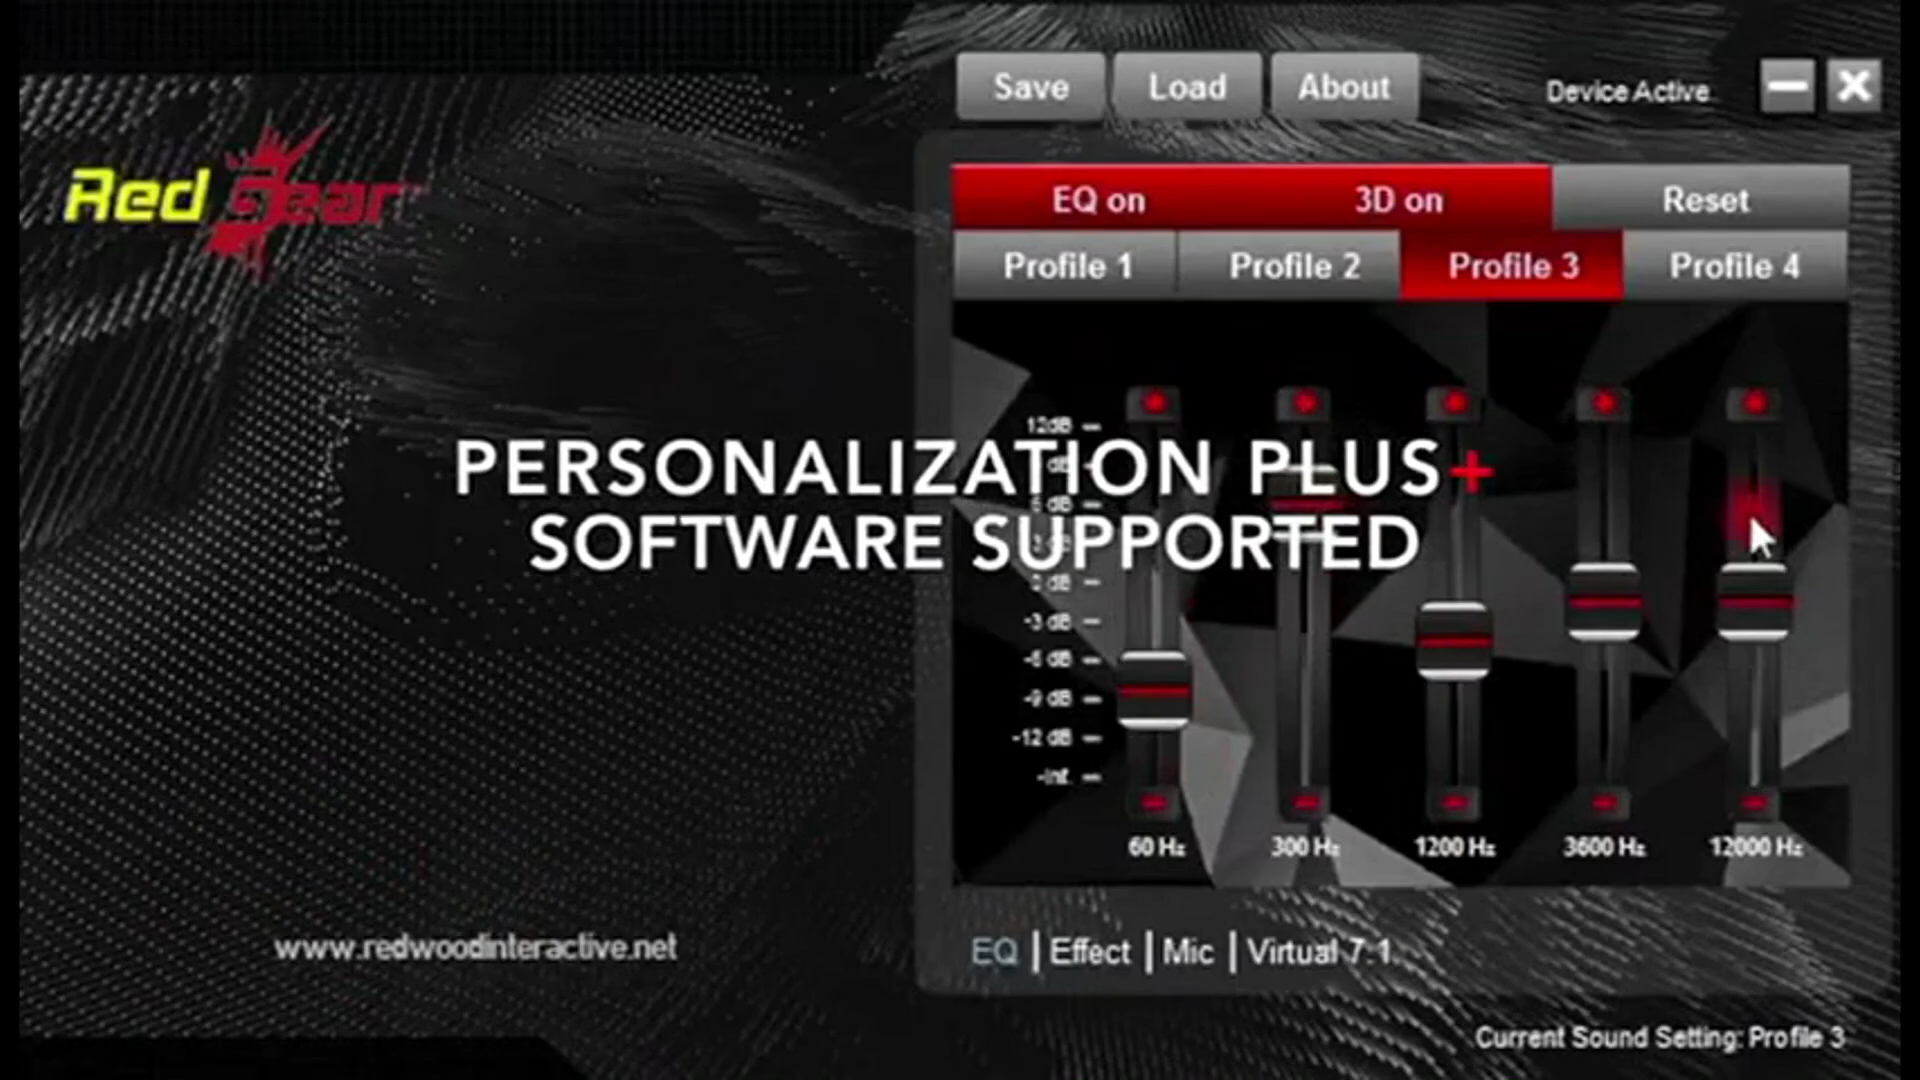 Save
Load
About
Device Active
Red Gear
EQ on
3D on
Reset
Profile 1
Profile 2
Profile 3
Profile 4
12dB
PERSONALIZATION PLUS+
SOFTWARE SUPPORTED
-3 dB
-6 dB
-9 dB
-12 dB
-Inf.
60 Hz
300 Hz
1200 Hz
3600 Hz
12000 Hz
www.redwoodinteractive.net
EQ | Effect | Mic | Virtual 7.1
Current Sound Setting: Profile 3